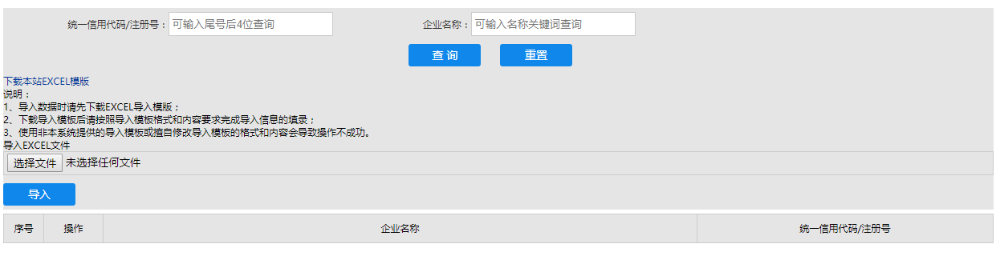 统一信用代码/注册号： 可输入尾号后4位查询 企业名称： 可输入名称关键词查询
查 询 重置
下载本站EXCEL模版
说明：
1、导入数据时请先下载EXCEL导入模版；
2、下载导入模板后请按照导入模板格式和内容要求完成导入信息的填录；
3、使用非本系统提供的导入模板或擅自修改导入模板的格式和内容会导致操作不成功。
导入EXCEL文件
选择文件 未选择任何文件
导入
序号 操作 企业名称 统一信用代码/注册号